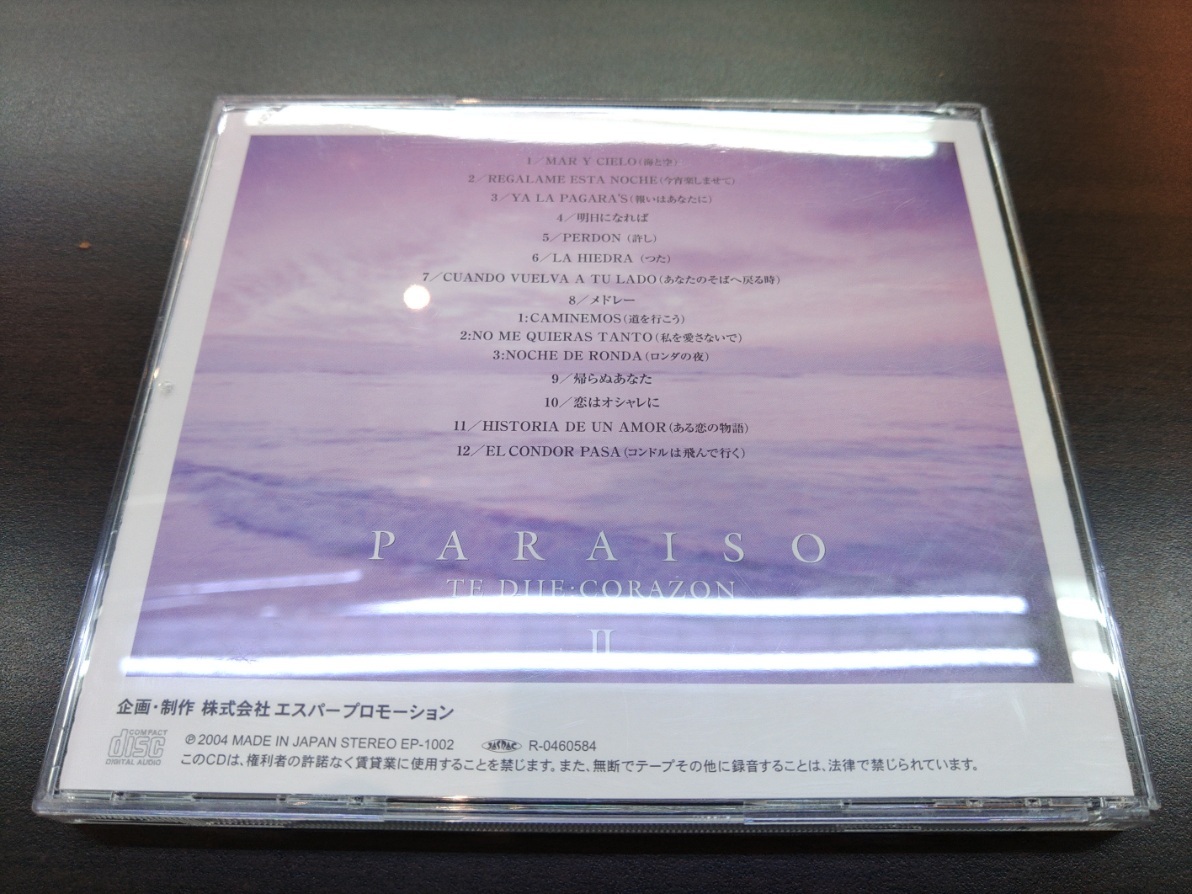 1／MAR Y CIELO(海と空)
2／REGALAME ESTA NOCHE(今宵楽しませて)
3／YA LA PAGARA'S(報いはあなたに)
4／明日になれば
5／PERDON (許し)
6／LA HIEDRA (つた)
7／CUANDO VUELVA A TU LADO(あなたのそばへ戻る時)
8／メドレー
1:CAMINEMOS(道を行こう)
2:NO ME QUIERAS TANTO(私を愛さないで)
3:NOCHE DE RONDA(ロンダの夜)
9／帰らぬあなた
10／恋はオシャレに
11／HISTORIA DE UN AMOR(ある恋の物語)
12／EL CONDOR PASA(コンドルは飛んで行く)
PARAISO
TE DIJE・CORAZON
II
企画・制作 株式会社 エスパープロモーション
COMPACT
disc
DIGITAL AUDIO
℗2004 MADE IN JAPAN STEREO EP-1002 JASRAC R-0460584
このCDは、権利者の許諾なく賃貸業に使用することを禁じます。また、無断でテープその他に録音することは、法律で禁じられています。